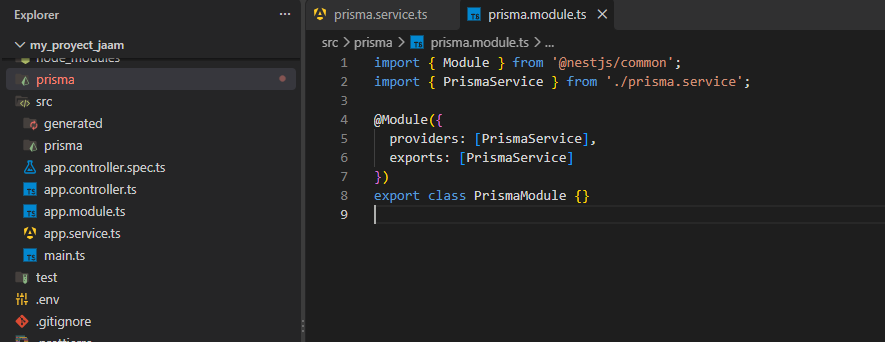 Explorer
my_proyect_jaam
node_modules
prisma
src
generated
prisma
app.controller.spec.ts
app.controller.ts
app.module.ts
app.service.ts
main.ts
test
.env
.gitignore
prisma.service.ts
prisma.module.ts
src > prisma > prisma.module.ts > ...
1 import { Module } from '@nestjs/common';
2 import { PrismaService } from './prisma.service';
3
4 @Module({
5   providers: [PrismaService],
6   exports: [PrismaService]
7 })
8 export class PrismaModule {}
9